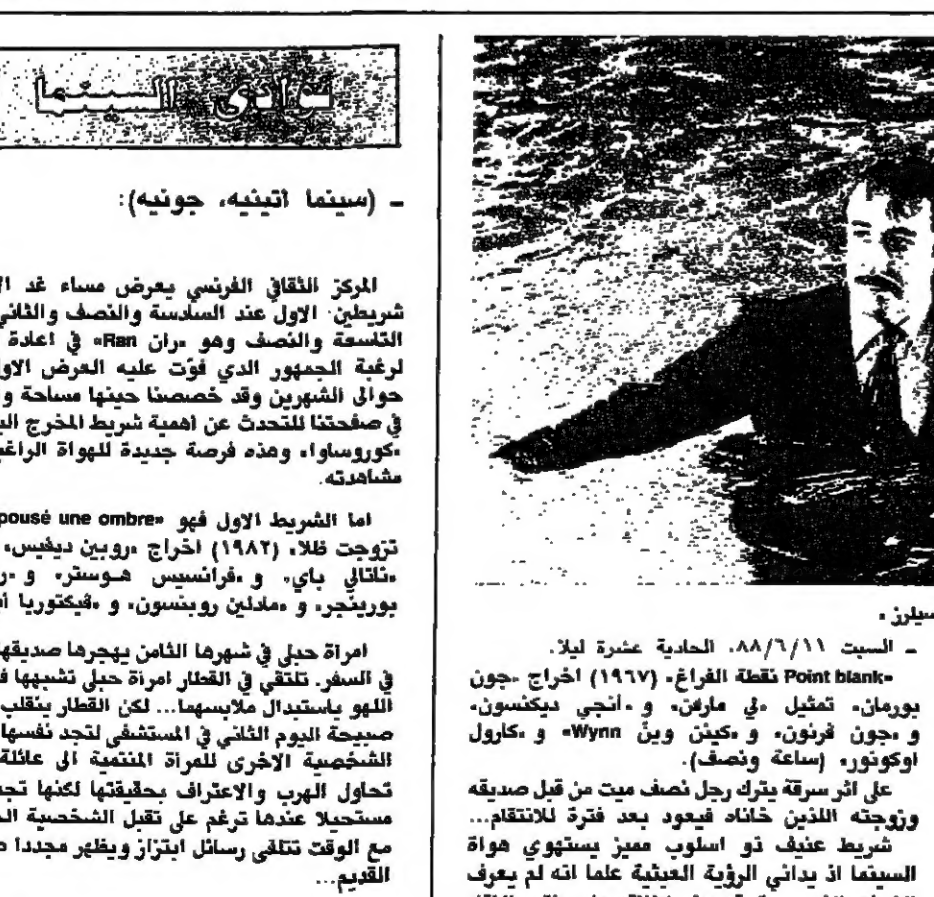 نوادي السينما
– (سينما اتينيه، جونيه):
المركز الثقافي الفرنسي يعرض مساء غد
شريطين الاول عند السادسة والنصف والثاني
التاسعة والنصف وهو «ران Ran» في اعادة
لرغبة الجمهور الذي فوّت عليه العرض
حوالى الشهرين وقد خصصنا حينها مساحة
في صفحتنا للتحدث عن اهمية شريط المخرج
«كوروساوا» وهذه فرصة جديدة للهواة
مشاهدته.
اما الشريط الاول فهو «pousé une ombre
تزوجت ظلا» (١٩٨٢) اخراج «روبين ديفيس»
«ناتالي باي» و «فرانسيس هوستر» و
بورينجر» و «مادلين روبنسون» و «فيكتوريا
امرأة حبلى في شهرها الثامن يهجرها صديقها
في السفر. تلتقي في القطار امرأة حبلى تشبهها
اللهو باستبدال ملابسهما... لكن القطار ينقلب
صبيحة اليوم الثاني في المستشفى لتجد نفسها
الشخصية الاخرى للمرأة المنتمية الى عائلة
تحاول الهرب والاعتراف بحقيقتها لكنها
مستحيلا عندها ترغم على تقبل الشخصية
مع الوقت تتلقى رسائل ابتزاز ويظهر مجددا
القديم...
سيلرز»
– السبت ٨٨/٦/١١، الحادية عشرة ليلا.
«Point blank نقطة الفراغ» (١٩٦٧) اخراج «جون
بورمان» تمثيل «لي مارفن» و «أنجي ديكنسون»
و «جون فرنون» و «كينن وينّ Wynn» و «كارول
اوكونور» (ساعة ونصف).
على اثر سرقة يترك رجل نصف ميت من قبل صديقه
وزوجته اللذين خاناه فيعود بعد فترة للانتقام...
شريط عنيف ذو اسلوب مميز يستهوي هواة
السينما اذ يداني الرؤية العبثية علما انه لم يعرف